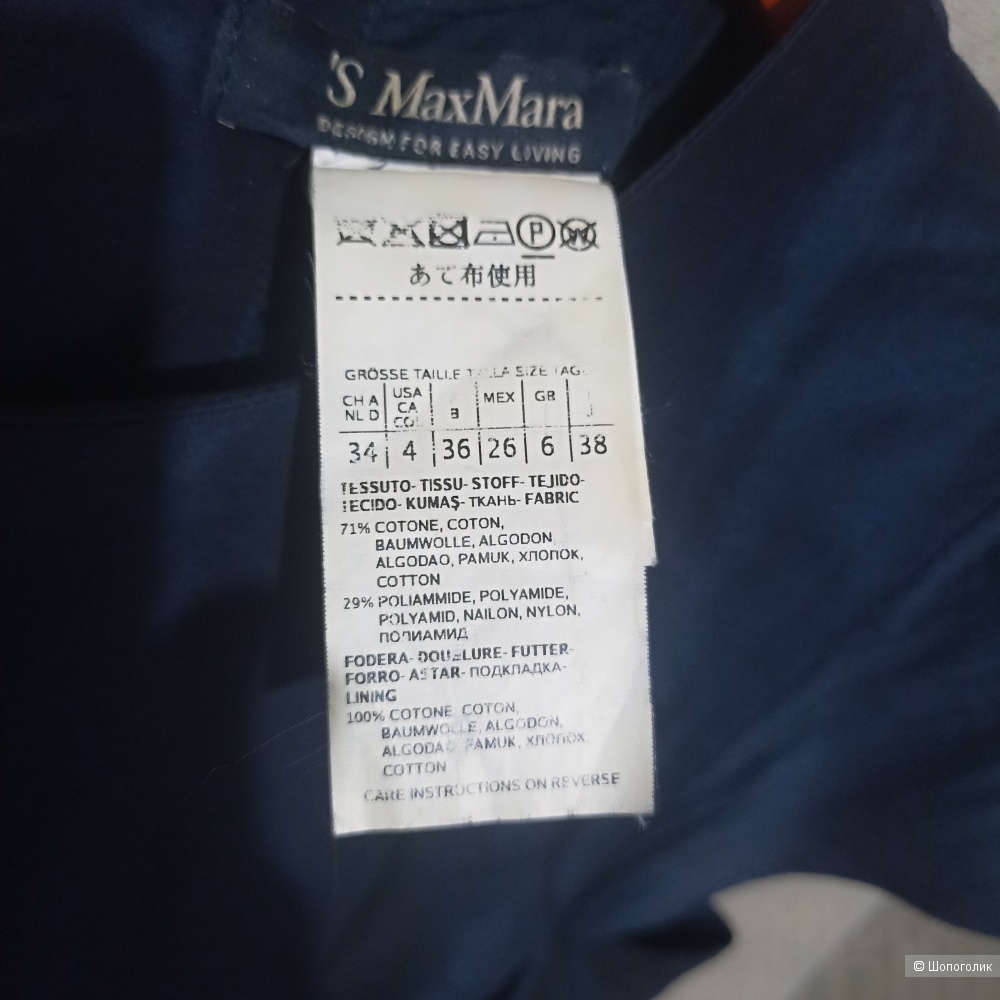 'S MaxMara
DESIGN FOR EASY LIVING
P W
あて布使用
GRÖSSE TAILLE SIZE
CH A NL D USA CA MEX GB
34 4 36 26 6 38
TESSUTO- TISSU- STOFF- TEJIDO-
TECIDO- KUMAŞ- ТКАНЬ- FABRIC
71% COTONE, COTON,
BAUMWOLLE, ALGODON,
ALGODAO, PAMUK, ХЛОПОК,
COTTON
29% POLIAMMIDE, POLYAMIDE,
POLYAMID, NAILON, NYLON,
ПОЛИАМИД
FODERA- DOUBLURE- FUTTER-
FORRO- ASTAR- ПОДКЛАДКА-
LINING
100% COTONE, COTON,
BAUMWOLLE, ALGODON,
ALGODAO, PAMUK, ХЛОПОК,
COTTON
CARE INSTRUCTIONS ON REVERSE
© Шопоголик